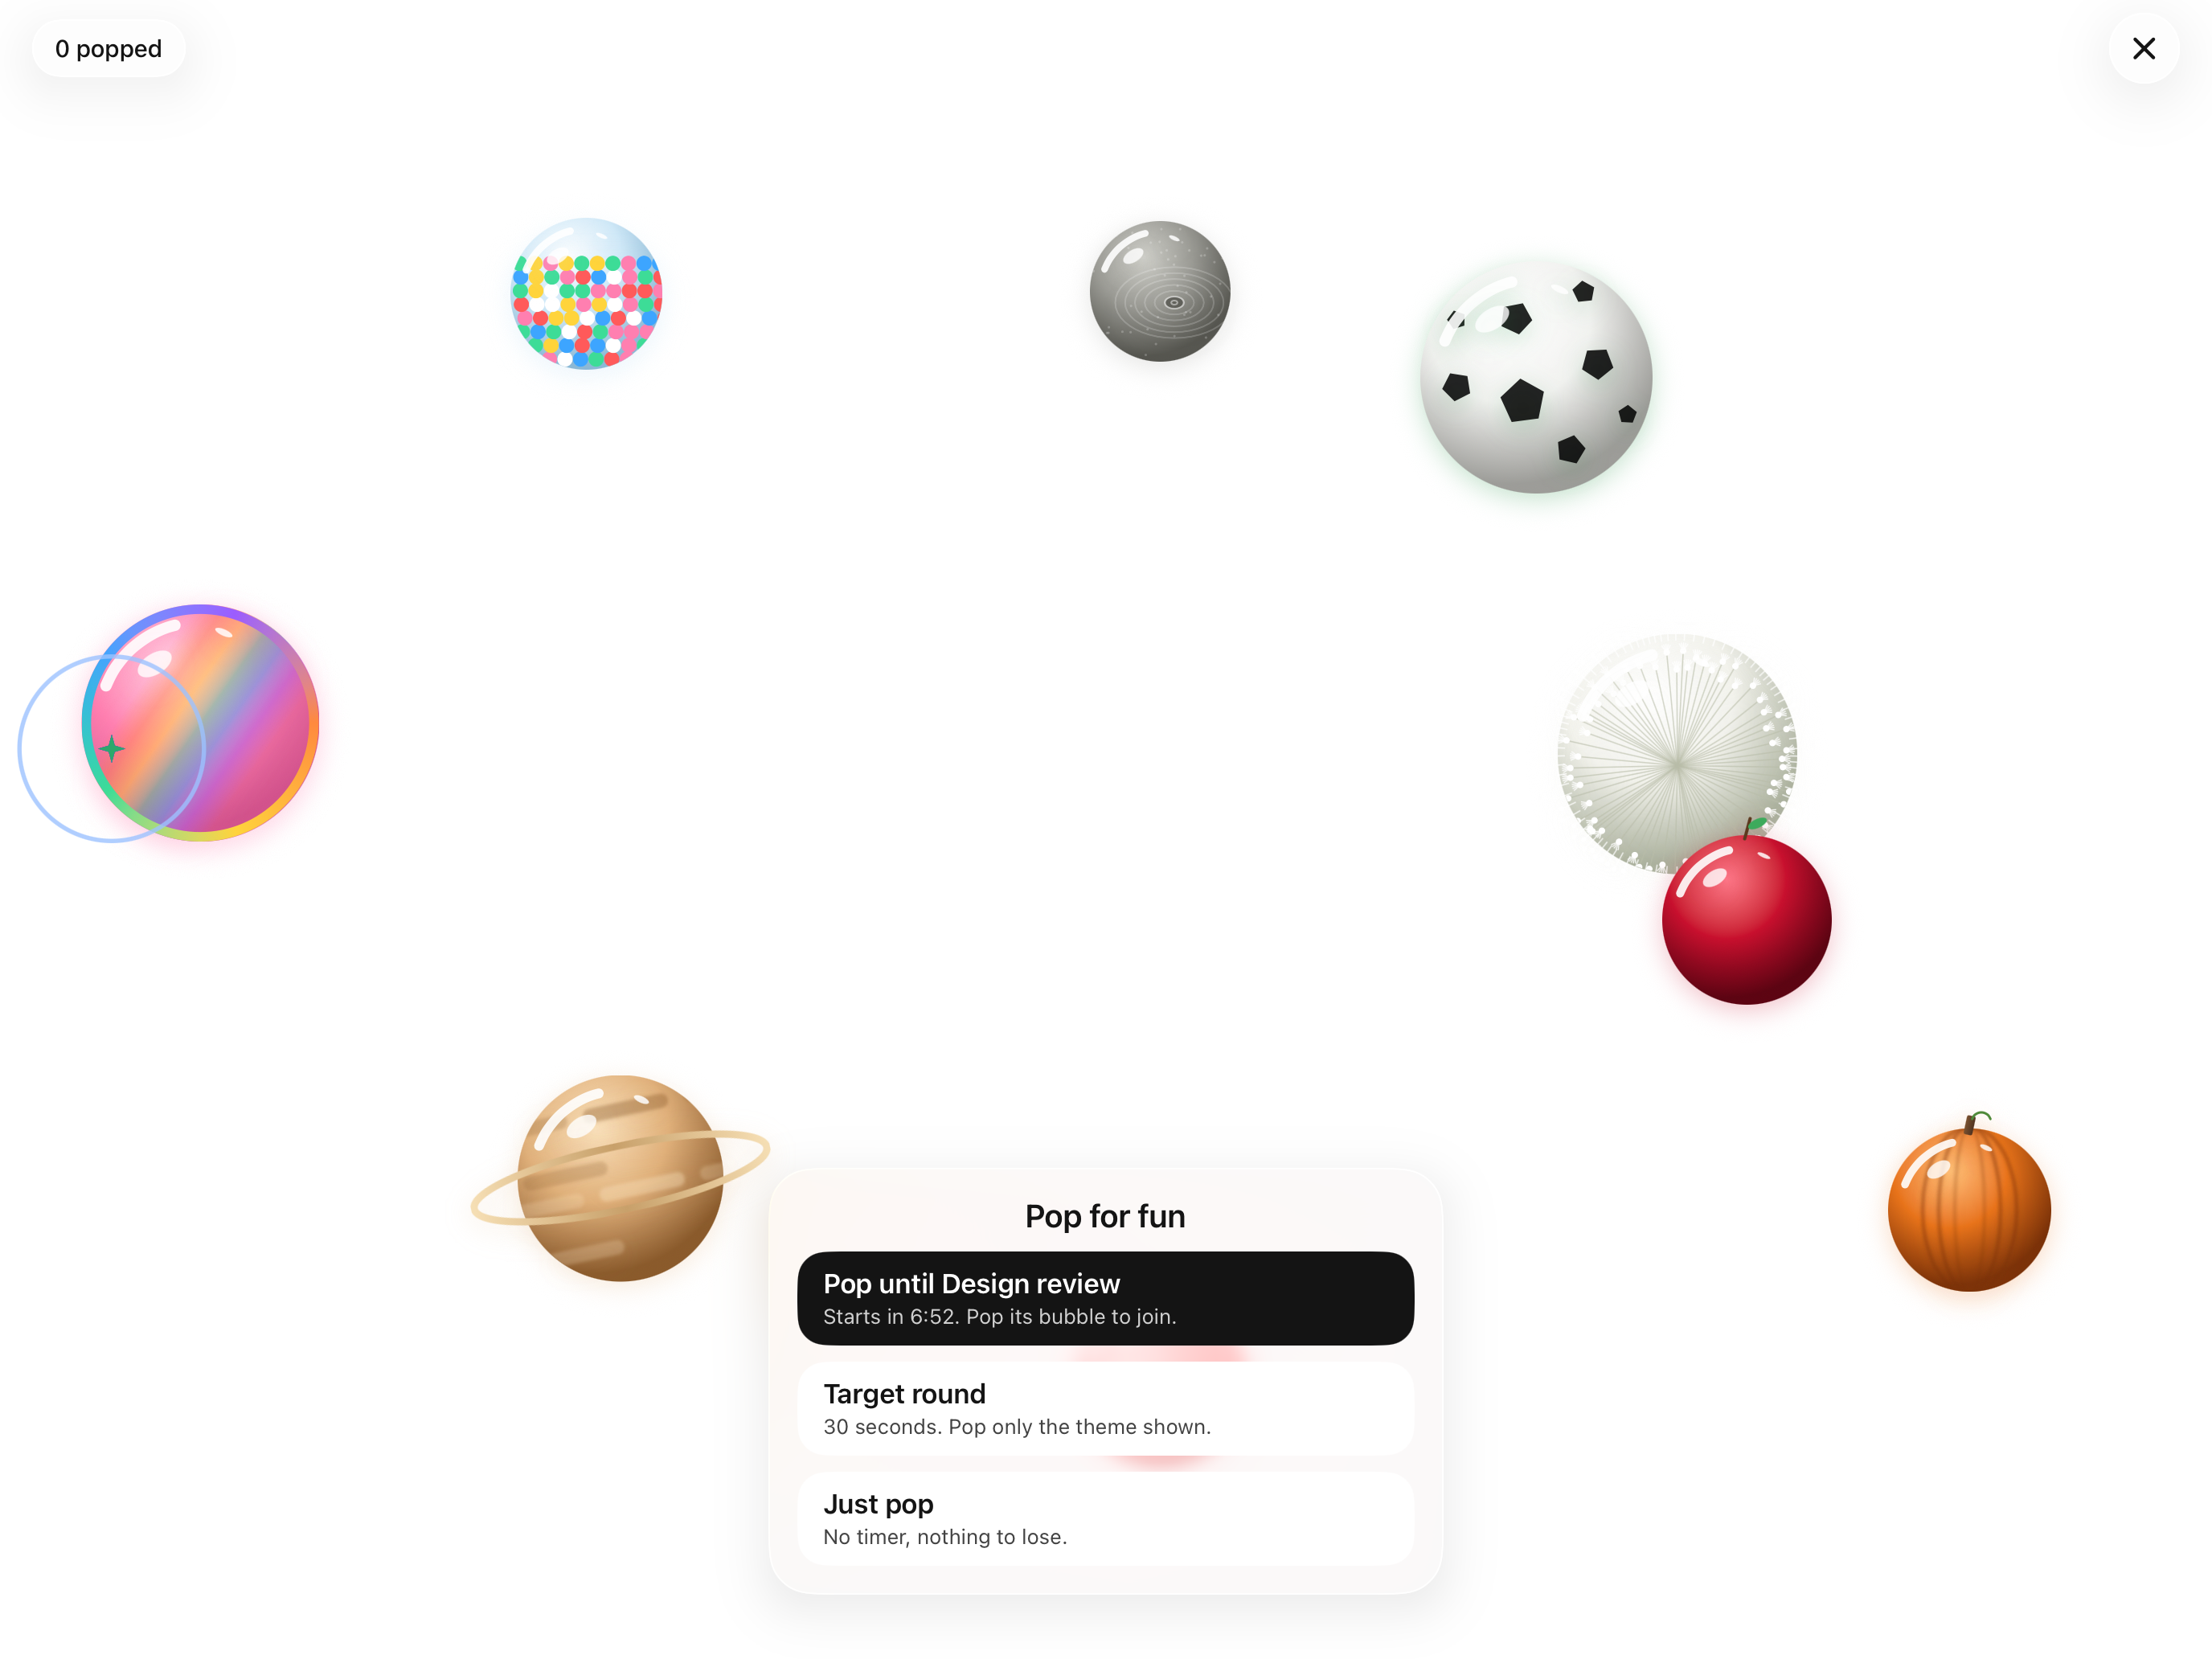 0 popped
Pop for fun
Pop until Design review
Starts in 6:52. Pop its bubble to join.
Target round
30 seconds. Pop only the theme shown.
Just pop
No timer, nothing to lose.